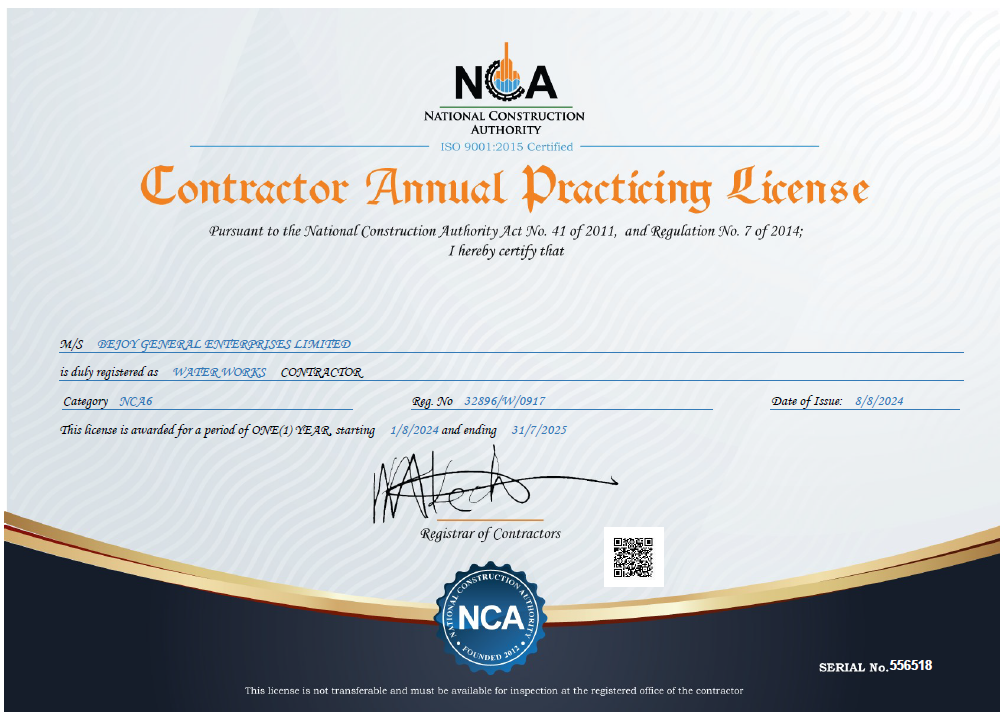 NCA
NATIONAL CONSTRUCTION
AUTHORITY
ISO 9001:2015 Certified
Contractor Annual Practicing License
Pursuant to the National Construction Authority Act No. 41 of 2011, and Regulation No. 7 of 2014;
I hereby certify that
M/S BEJOY GENERAL ENTERPRISES LIMITED
is duly registered as WATER WORKS CONTRACTOR
Category NCA6 Reg. No 32896/W/0917 Date of Issue: 8/8/2024
This license is awarded for a period of ONE(1) YEAR, starting 1/8/2024 and ending 31/7/2025
Registrar of Contractors
NATIONAL CONSTRUCTION AUTHORITY
NCA
FOUNDED 2012
SERIAL No.556518
This license is not transferable and must be available for inspection at the registered office of the contractor